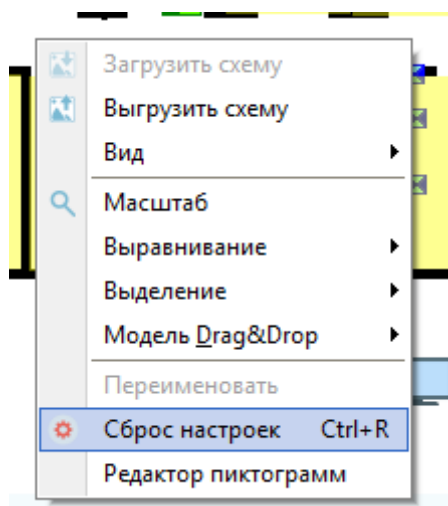 Загрузить схему
Выгрузить схему
Вид
Масштаб
Выравнивание
Выделение
Модель Drag&Drop
Переименовать
Сброс настроек Ctrl+R
Редактор пиктограмм